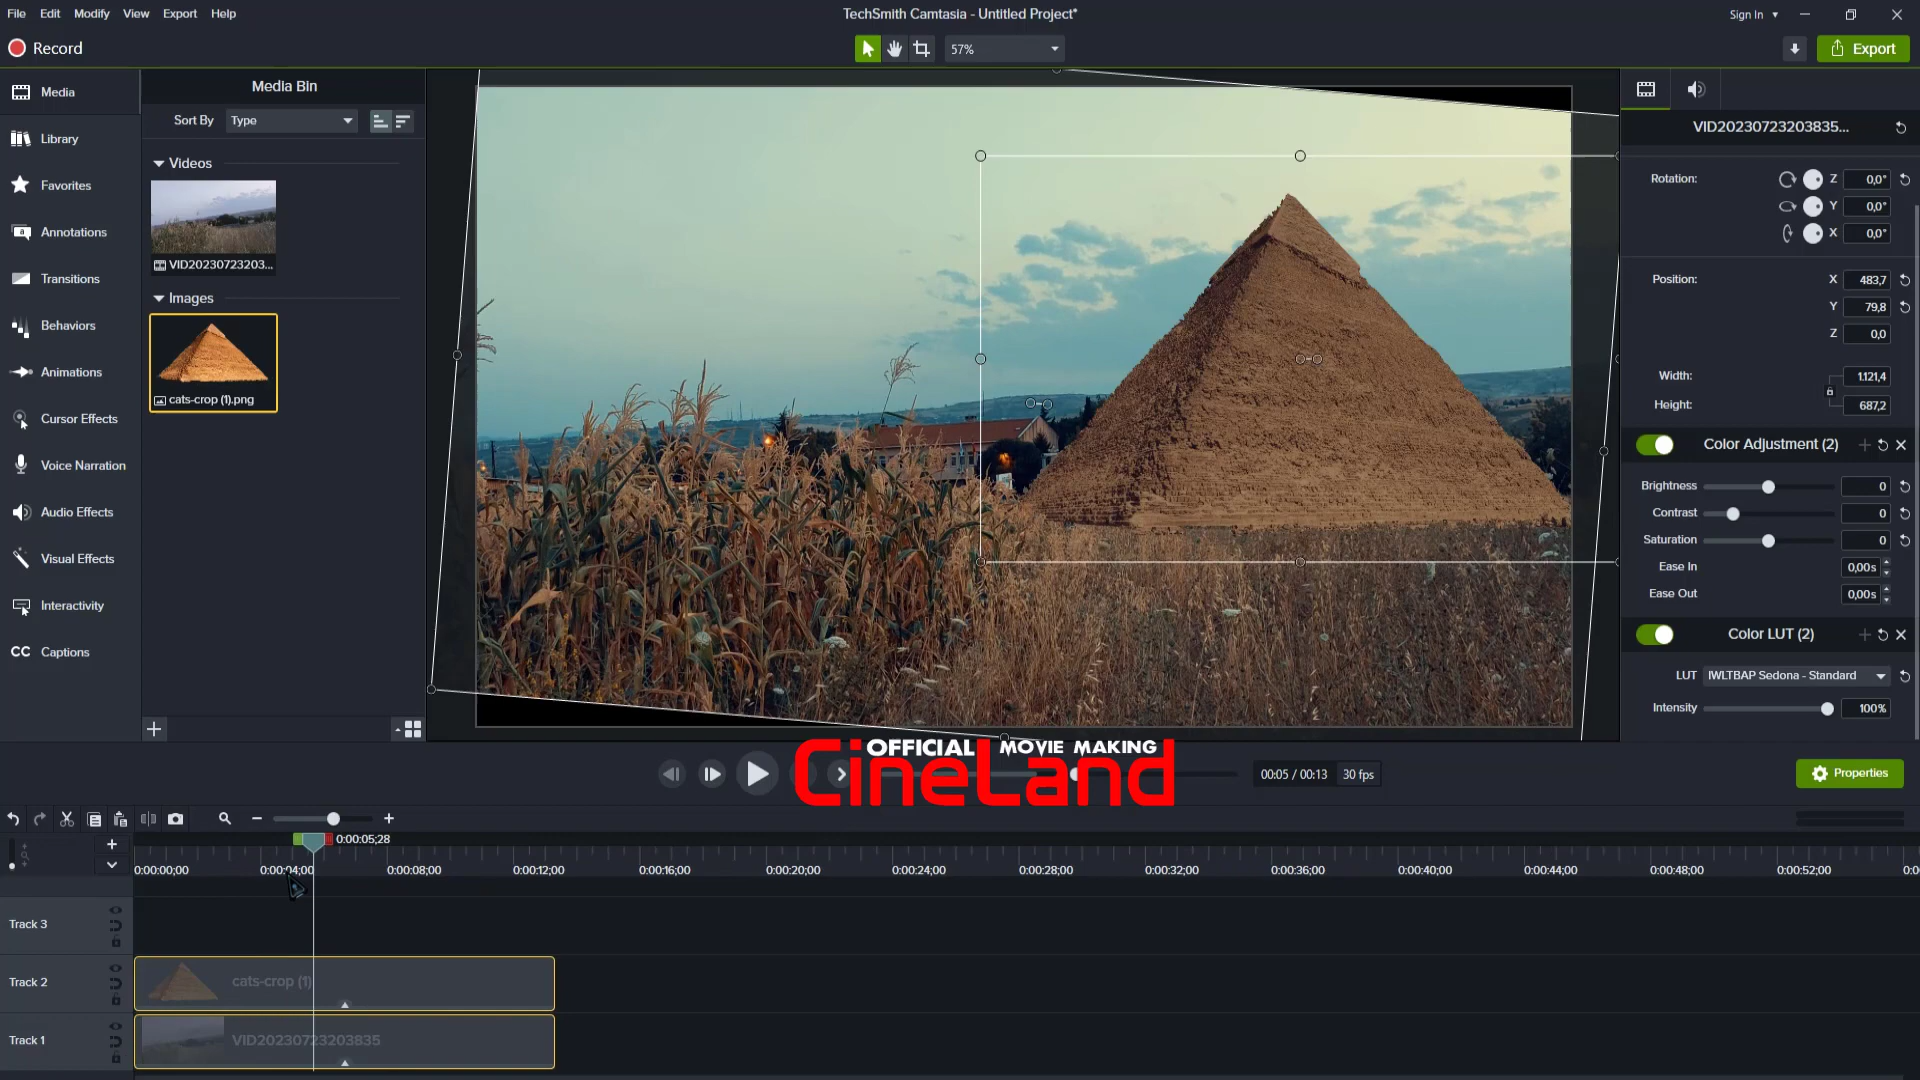 File Edit Modify View Export Help
TechSmith Camtasia - Untitled Project*
Sign In
Record
57%
Export
Media
Library
Favorites
Annotations
Transitions
Behaviors
Animations
Cursor Effects
Voice Narration
Audio Effects
Visual Effects
Interactivity
CC Captions
Media Bin
Sort By Type
Videos
VID20230723203...
Images
cats-crop (1).png
VID20230723203835...
Rotation: Z 0,0°
Y 0,0°
X 0,0°
Position: X 483,7
Y 79,8
Z 0,0
Width: 1.121,4
Height: 687,2
Color Adjustment (2)
Brightness 0
Contrast 0
Saturation 0
Ease In 0,00s
Ease Out 0,00s
Color LUT (2)
LUT IWLTBAP Sedona - Standard
Intensity 100%
OFFICIAL MOVIE MAKING
CineLand
00:05 / 00:13 30 fps
Properties
0:00:05;28
0:00:00;00 0:00:04;00 0:00:08;00 0:00:12;00 0:00:16;00 0:00:20;00 0:00:24;00 0:00:28;00 0:00:32;00 0:00:36;00 0:00:40;00 0:00:44;00 0:00:48;00 0:00:52;00
Track 3
Track 2
cats-crop (1)
Track 1
VID20230723203835